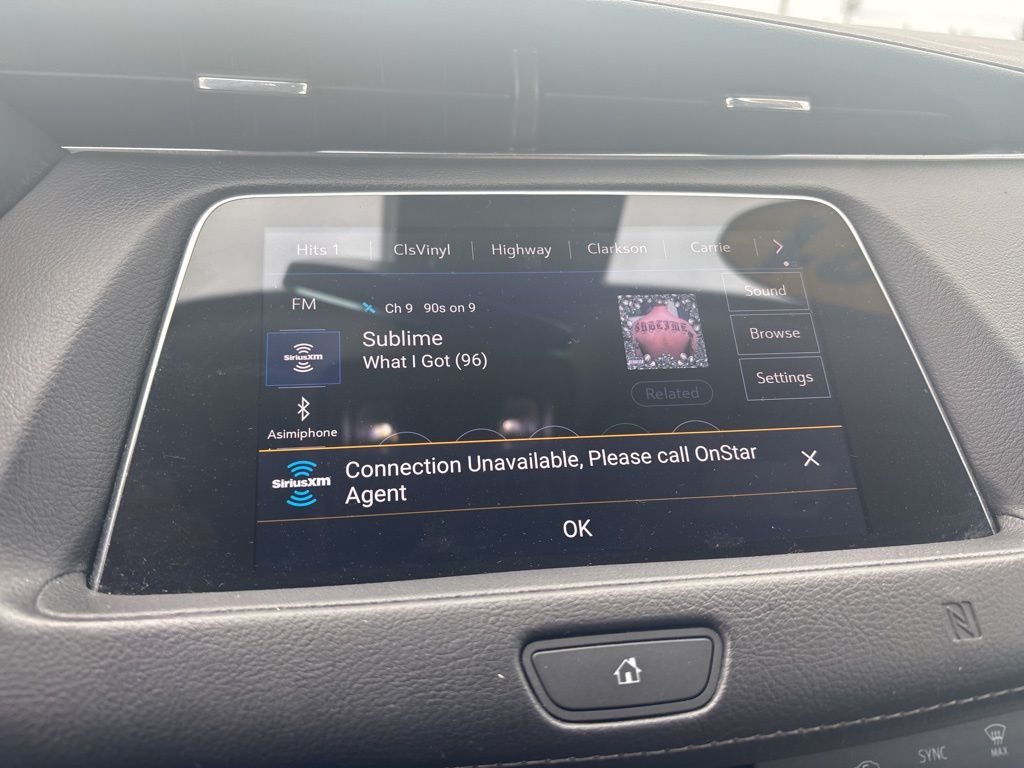 Hits 1
ClsVinyl
Highway
Clarkson
Carrie
FM
Ch 9 90s on 9
Sound
SUBLIME
SiriusXM
Sublime
What I Got (96)
Browse
Related
Settings
Asimiphone
SiriusXM
Connection Unavailable, Please call OnStar
Agent
OK
SYNC
MAX